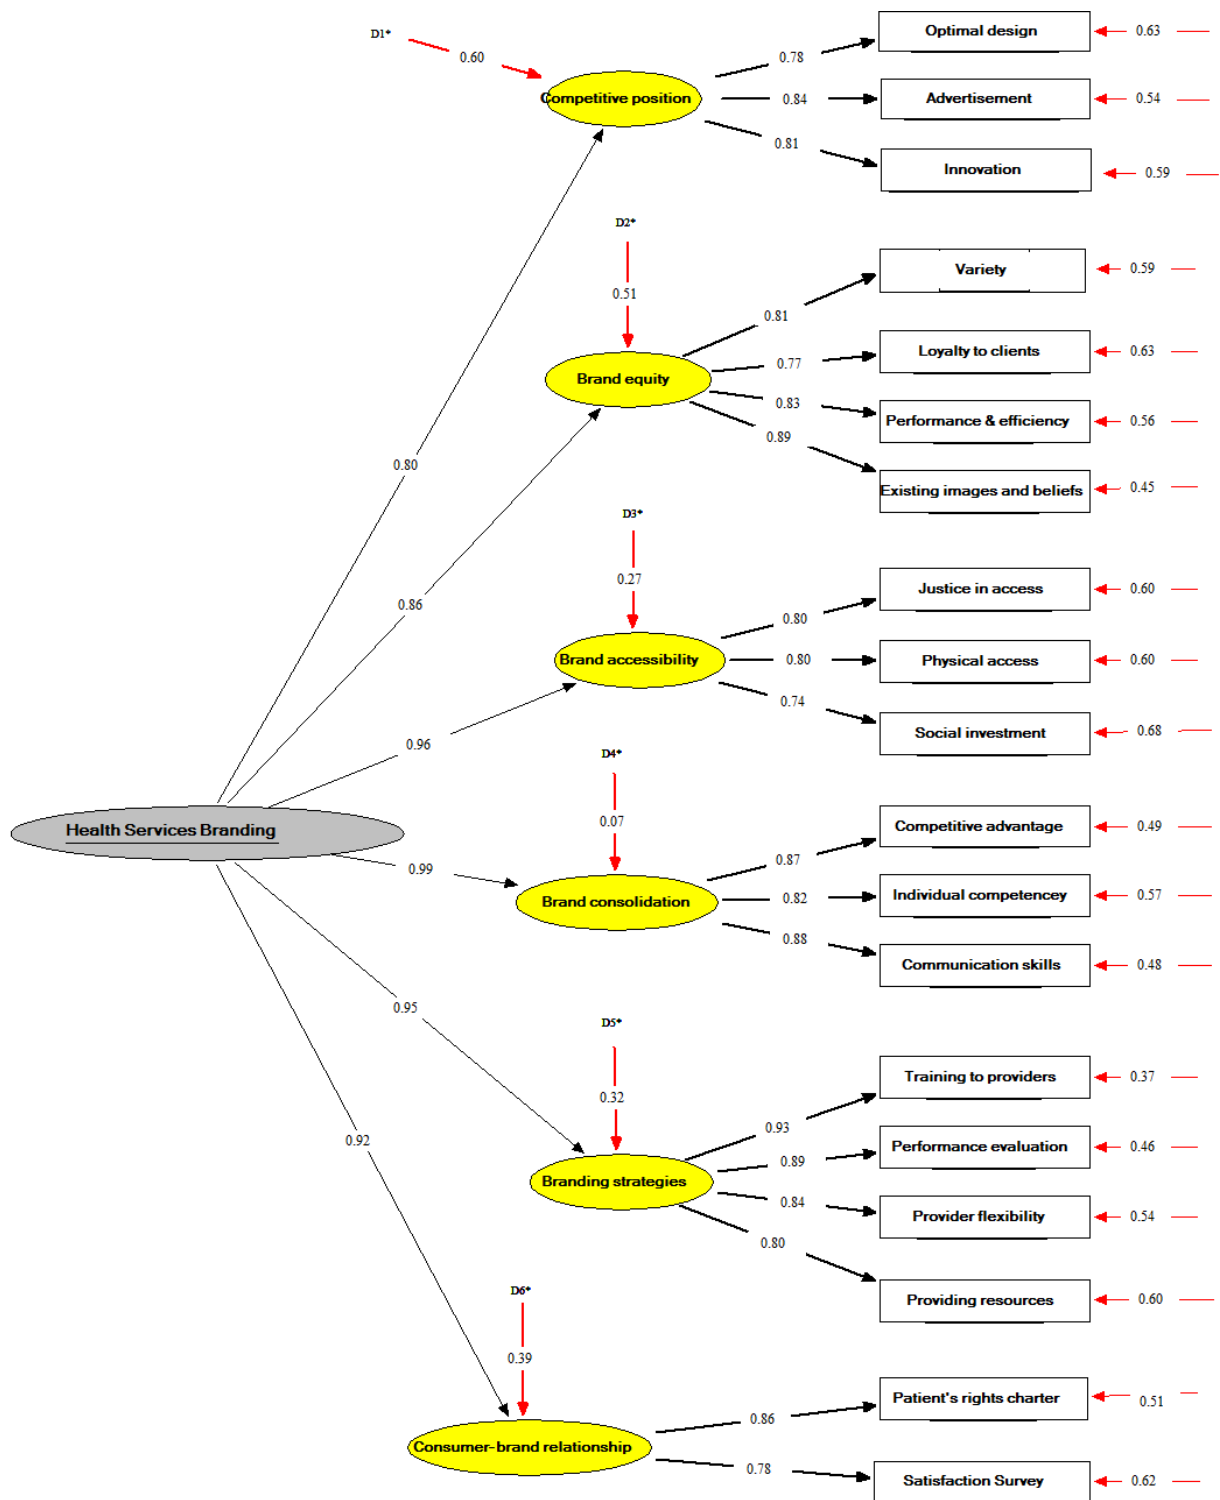 D1*
0.60
Competitive position
0.78
0.84
0.81
Optimal design
0.63
Advertisement
0.54
Innovation
0.59
D2*
0.51
Brand equity
0.81
0.77
0.83
0.89
Variety
0.59
Loyalty to clients
0.63
Performance & efficiency
0.56
Existing images and beliefs
0.45
0.80
0.86
D3*
0.27
Brand accessibility
0.80
0.80
0.74
Justice in access
0.60
Physical access
0.60
Social investment
0.68
0.96
Health Services Branding
0.99
D4*
0.07
Brand consolidation
0.87
0.82
0.88
Competitive advantage
0.49
Individual competencey
0.57
Communication skills
0.48
0.95
D5*
0.32
Branding strategies
0.93
0.89
0.84
0.80
Training to providers
0.37
Performance evaluation
0.46
Provider flexibility
0.54
Providing resources
0.60
0.92
D6*
0.39
Consumer-brand relationship
0.86
0.78
Patient's rights charter
0.51
Satisfaction Survey
0.62